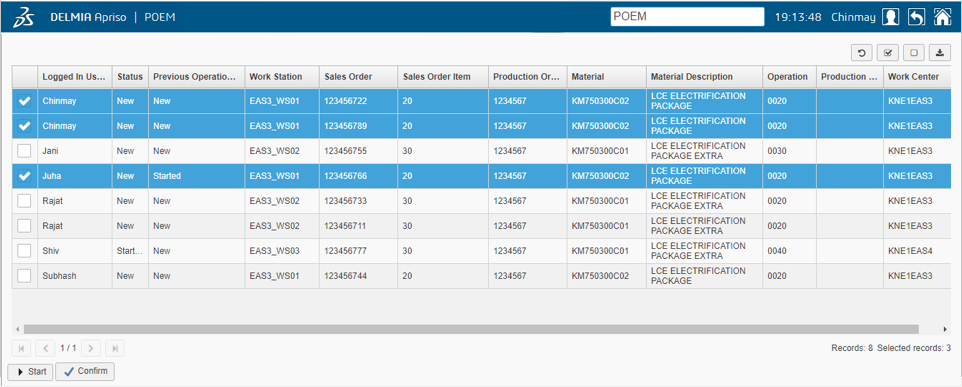 DS DELMIA Apriso | POEM POEM 19:13:48 Chinmay
Logged In Us... Status Previous Operatio... Work Station Sales Order Sales Order Item Production Or... Material Material Description Operation Production ... Work Center
Chinmay New New EAS3_WS01 123456722 20 1234567 KM750300C02 LCE ELECTRIFICATION 0020 KNE1EAS3
PACKAGE
Chinmay New New EAS3_WS01 123456789 20 1234567 KM750300C02 LCE ELECTRIFICATION 0020 KNE1EAS3
PACKAGE
Jani New New EAS3_WS02 123456755 30 1234567 KM750300C01 LCE ELECTRIFICATION 0030 KNE1EAS3
PACKAGE EXTRA
Juha New Started EAS3_WS01 123456766 20 1234567 KM750300C02 LCE ELECTRIFICATION 0020 KNE1EAS3
PACKAGE
Rajat New New EAS3_WS02 123456733 30 1234567 KM750300C01 LCE ELECTRIFICATION 0020 KNE1EAS3
PACKAGE EXTRA
Rajat New New EAS3_WS02 123456711 30 1234567 KM750300C01 LCE ELECTRIFICATION 0020 KNE1EAS3
PACKAGE EXTRA
Shiv Start... New EAS3_WS03 123456777 30 1234567 KM750300C01 LCE ELECTRIFICATION 0040 KNE1EAS4
PACKAGE EXTRA
Subhash New New EAS3_WS01 123456744 20 1234567 KM750300C02 LCE ELECTRIFICATION 0020 KNE1EAS3
PACKAGE
1 / 1 Records: 8 Selected records: 3
Start Confirm